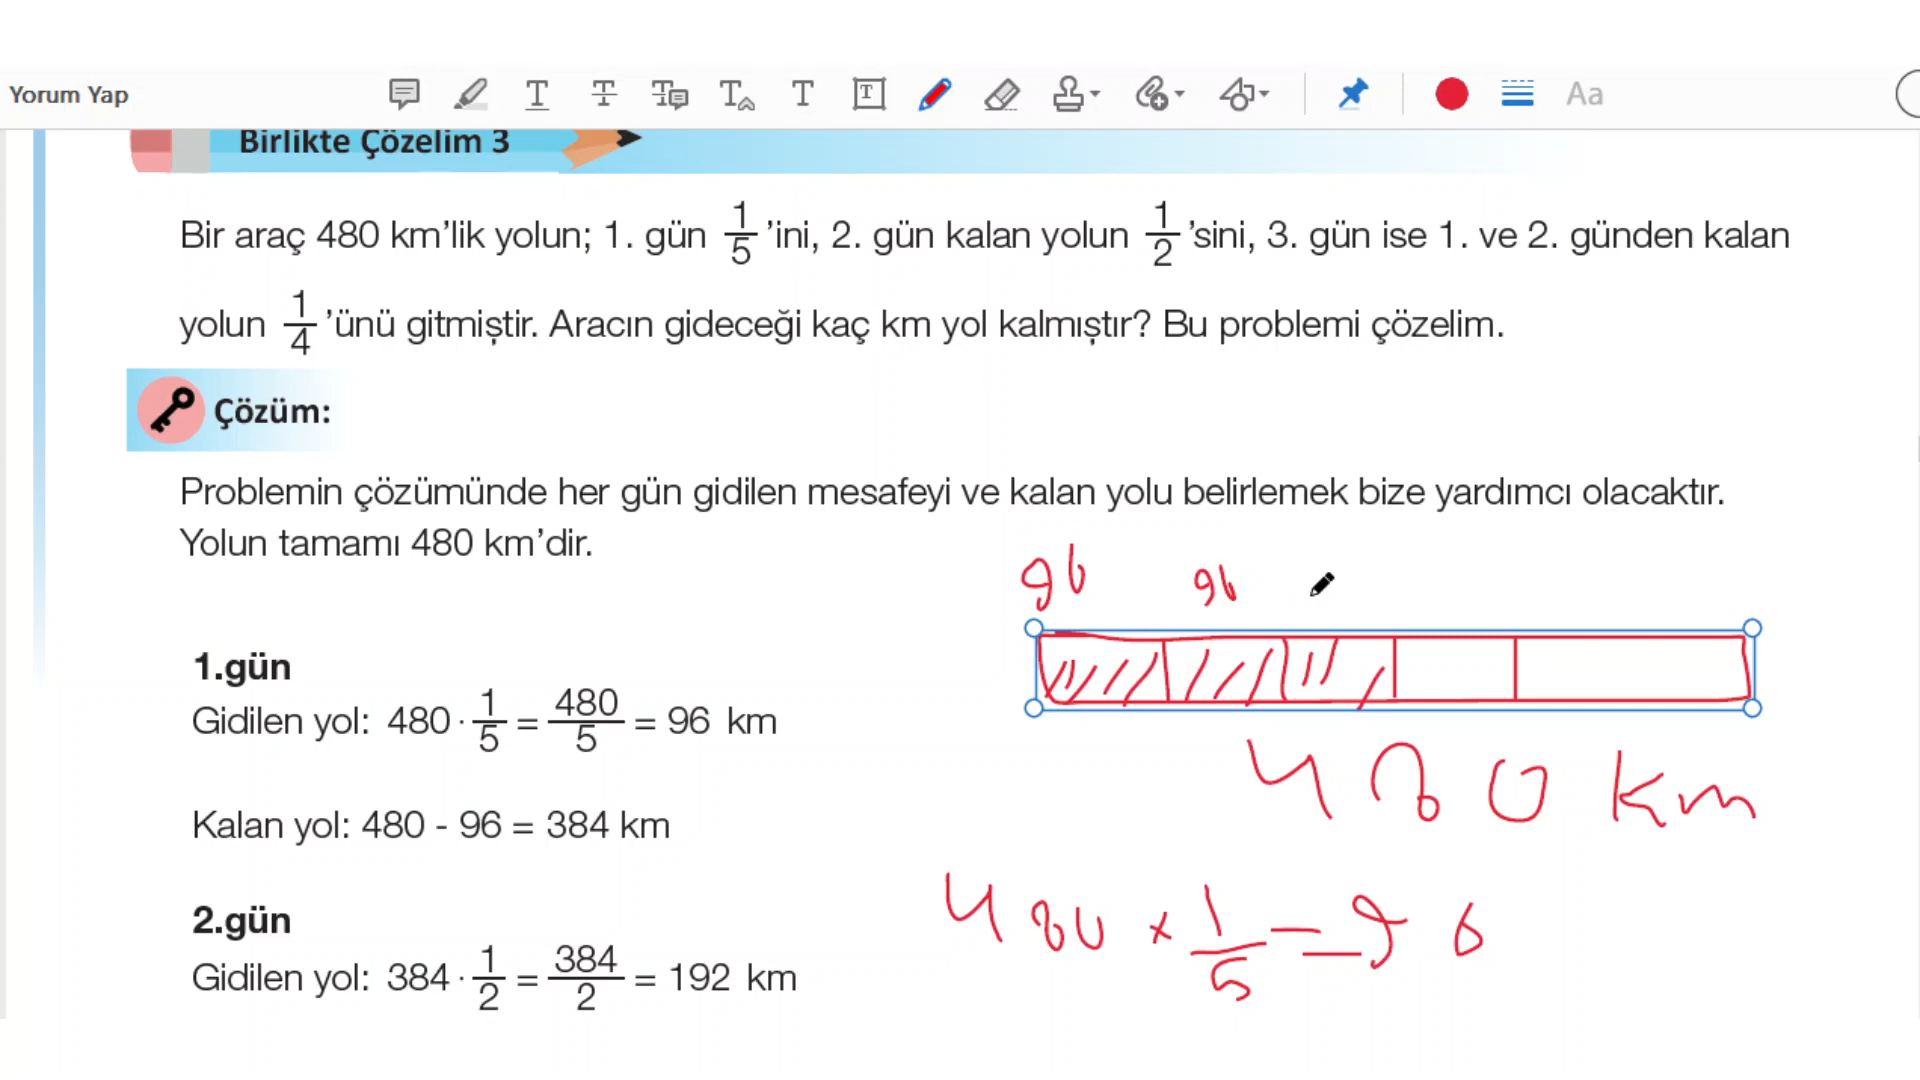 Yorum Yap
Aa
Birlikte Çözelim 3
Bir araç 480 km’lik yolun; 1. gün 1/5 ’ini, 2. gün kalan yolun 1/2 ’sini, 3. gün ise 1. ve 2. günden kalan
yolun 1/4 ’ünü gitmiştir. Aracın gideceği kaç km yol kalmıştır? Bu problemi çözelim.
Çözüm:
Problemin çözümünde her gün gidilen mesafeyi ve kalan yolu belirlemek bize yardımcı olacaktır.
Yolun tamamı 480 km’dir.
96 96
1.gün
Gidilen yol: 480 · 1/5 = 480/5 = 96 km
480 km
Kalan yol: 480 - 96 = 384 km
480 × 1/5 = 96
2.gün
Gidilen yol: 384 · 1/2 = 384/2 = 192 km